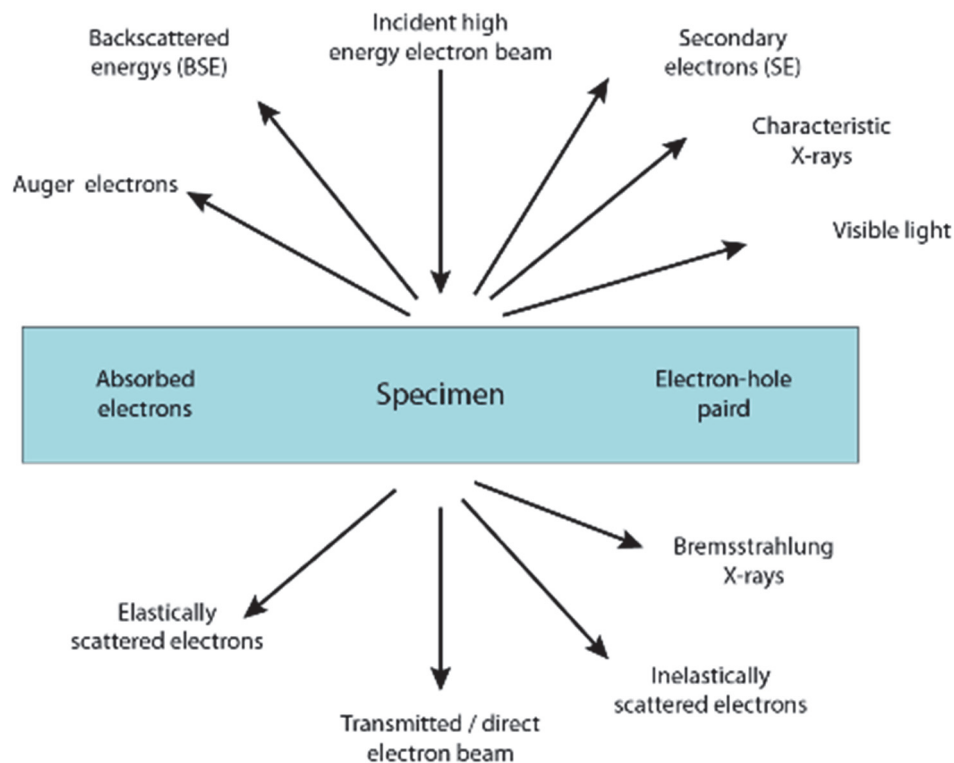 Backscattered
energys (BSE)
Incident high
energy electron beam
Secondary
electrons (SE)
Characteristic
X-rays
Auger electrons
Visible light
Absorbed
electrons
Specimen
Electron-hole
paird
Bremsstrahlung
X-rays
Elastically
scattered electrons
Inelastically
scattered electrons
Transmitted / direct
electron beam